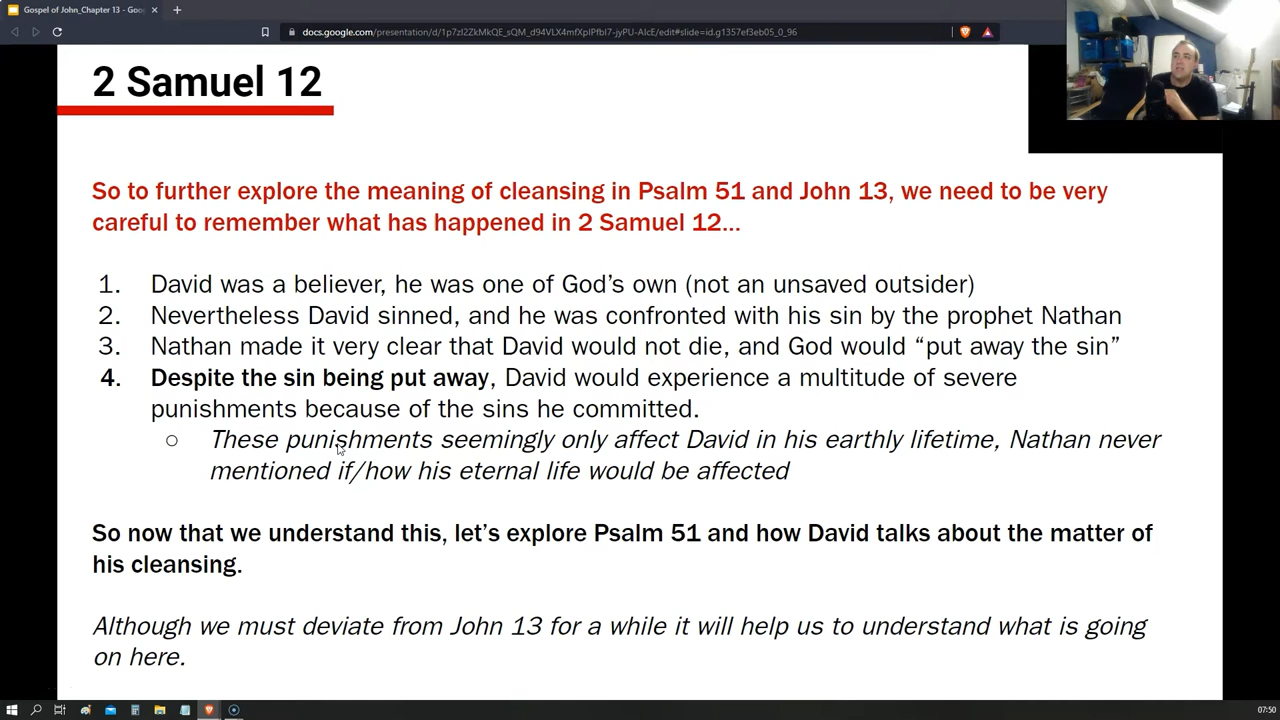 Gospel of John_Chapter 13 - Goo
docs.google.com/presentation/d/1p7zl2ZkMkQE_sQM_d94VLX4mfXpIPfbI7-jyPU-AIcE/edit#slide=id.g1357ef3eb05_0_96
2 Samuel 12
So to further explore the meaning of cleansing in Psalm 51 and John 13, we need to be very
careful to remember what has happened in 2 Samuel 12...
1. David was a believer, he was one of God's own (not an unsaved outsider)
2. Nevertheless David sinned, and he was confronted with his sin by the prophet Nathan
3. Nathan made it very clear that David would not die, and God would “put away the sin”
4. Despite the sin being put away, David would experience a multitude of severe
punishments because of the sins he committed.
○ These punishments seemingly only affect David in his earthly lifetime, Nathan never
mentioned if/how his eternal life would be affected
So now that we understand this, let's explore Psalm 51 and how David talks about the matter of
his cleansing.
Although we must deviate from John 13 for a while it will help us to understand what is going
on here.
07:50